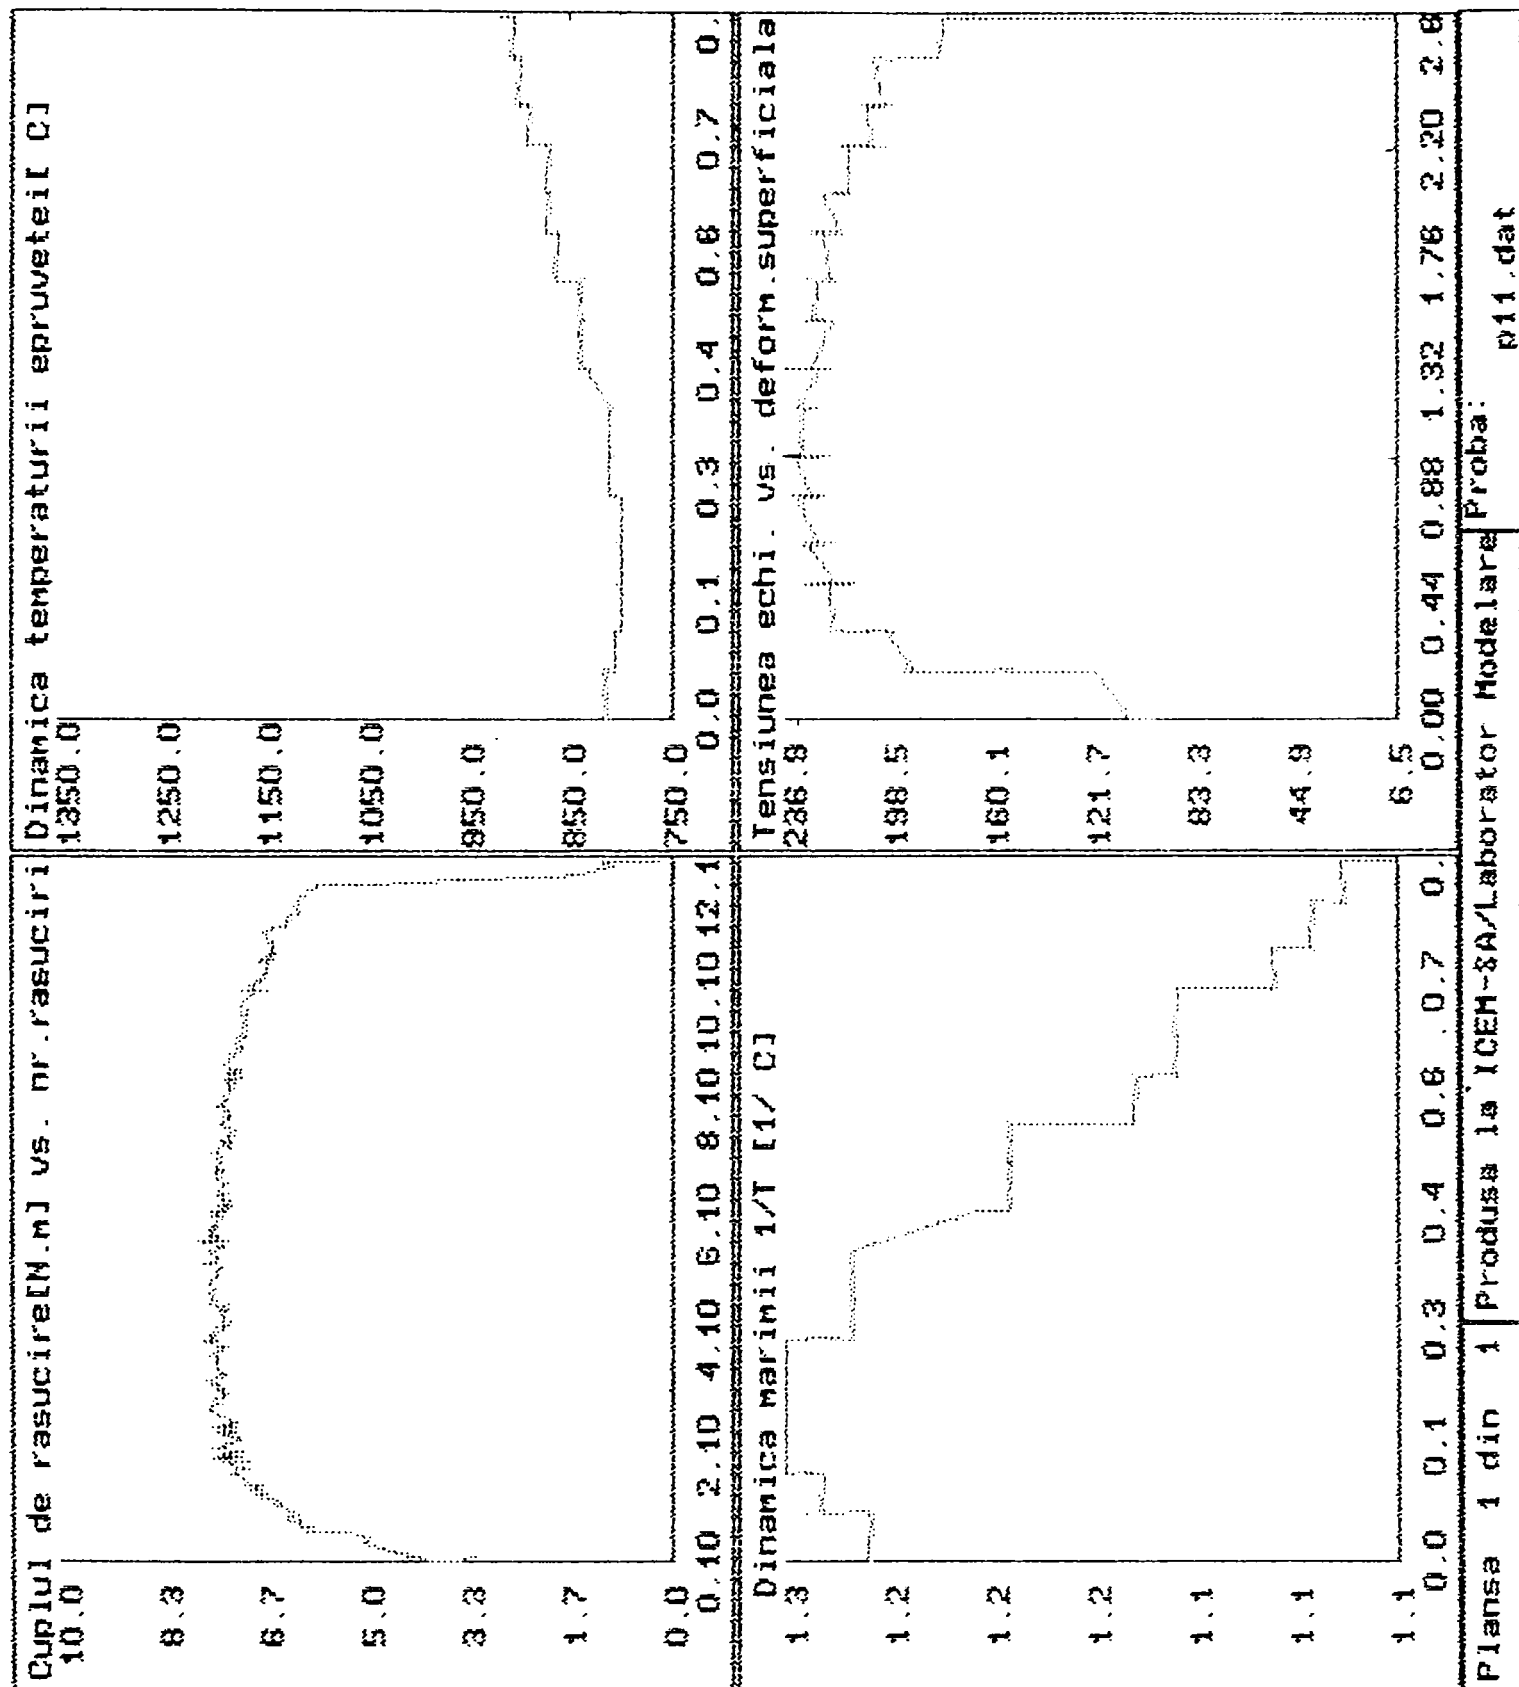 Cuplul de rasucire[N.m] vs. nr.rasuciri
10.0
8.3
6.7
5.0
3.3
1.7
0.0
0.10 2.10 4.10 6.10 8.10 10.10 12.1
Dinamica temperaturii epruvetei[ C]
1350.0
1250.0
1150.0
1050.0
950.0
850.0
750.0
0.0 0.1 0.3 0.4 0.6 0.7 0.
Dinamica marimii 1/T [1/ C]
1.3
1.2
1.2
1.2
1.1
1.1
1.1
0.0 0.1 0.3 0.4 0.6 0.7 0.
Tensiunea echi. vs. deform.superficiala
236.9
198.5
160.1
121.7
83.3
44.9
6.5
0.00 0.44 0.88 1.32 1.76 2.20 2.6
Plansa 1 din 1
Produsa la ICEM-SA/Laborator Modelare
Proba:
p11.dat